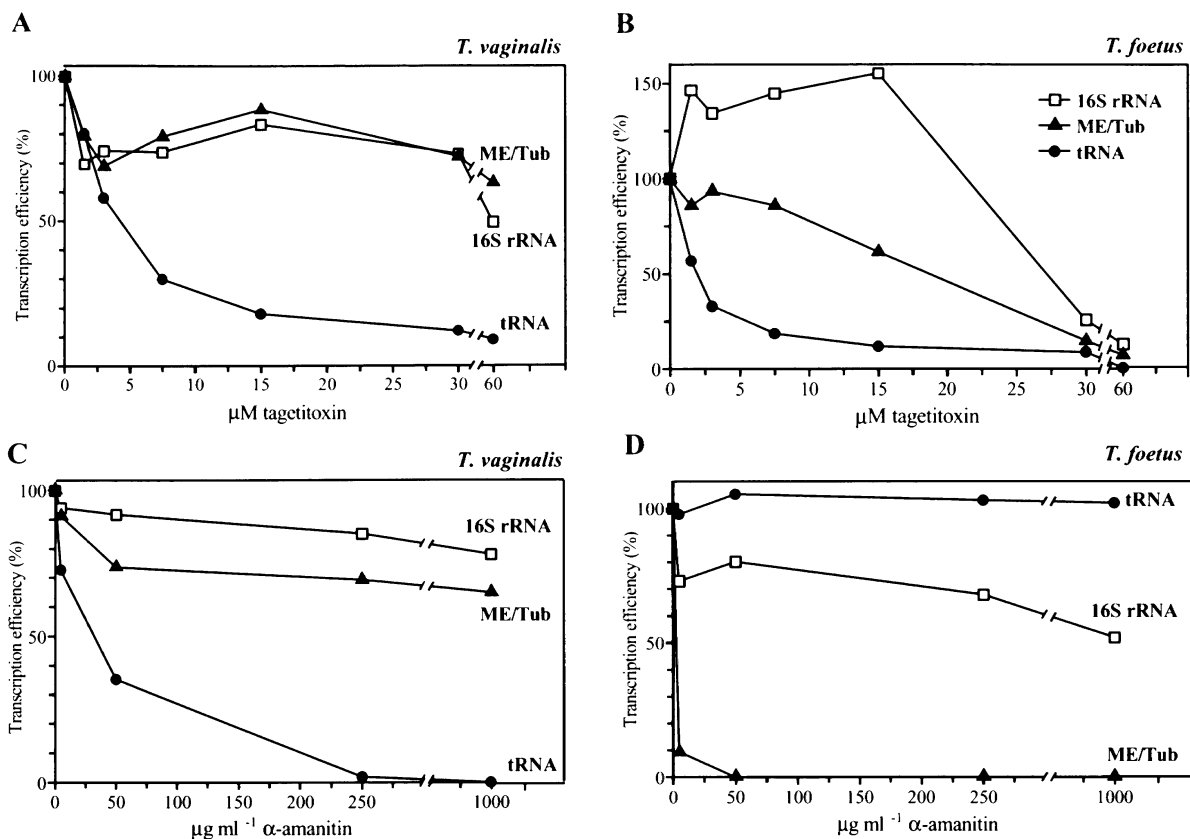 A
T. vaginalis
Transcription efficiency (%)
100
50
0
ME/Tub
16S rRNA
tRNA
0 5 10 15 20 25 30 60
μM tagetitoxin
B
T. foetus
Transcription efficiency (%)
150
100
50
0
16S rRNA
ME/Tub
tRNA
0 5 10 15 20 25 30 60
μM tagetitoxin
C
T. vaginalis
Transcription efficiency (%)
100
50
0
16S rRNA
ME/Tub
tRNA
0 50 100 150 200 250 1000
μg ml -1 α-amanitin
D
T. foetus
Transcription efficiency (%)
100
50
0
tRNA
16S rRNA
ME/Tub
0 50 100 150 200 250 1000
μg ml -1 α-amanitin